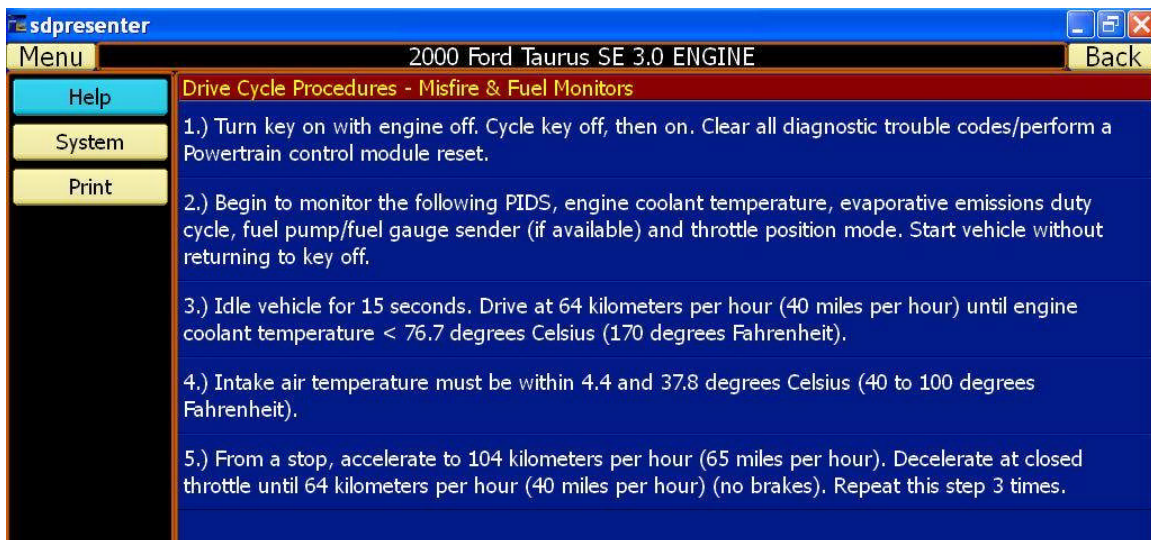 sdpresenter
Menu
2000 Ford Taurus SE 3.0 ENGINE
Back
Help
System
Print
Drive Cycle Procedures - Misfire & Fuel Monitors
1.) Turn key on with engine off. Cycle key off, then on. Clear all diagnostic trouble codes/perform a
Powertrain control module reset.
2.) Begin to monitor the following PIDS, engine coolant temperature, evaporative emissions duty
cycle, fuel pump/fuel gauge sender (if available) and throttle position mode. Start vehicle without
returning to key off.
3.) Idle vehicle for 15 seconds. Drive at 64 kilometers per hour (40 miles per hour) until engine
coolant temperature < 76.7 degrees Celsius (170 degrees Fahrenheit).
4.) Intake air temperature must be within 4.4 and 37.8 degrees Celsius (40 to 100 degrees
Fahrenheit).
5.) From a stop, accelerate to 104 kilometers per hour (65 miles per hour). Decelerate at closed
throttle until 64 kilometers per hour (40 miles per hour) (no brakes). Repeat this step 3 times.